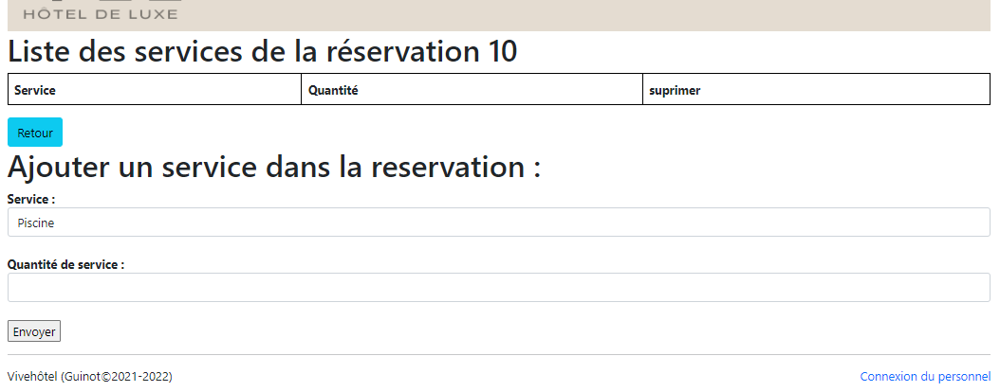 HÔTEL DE LUXE
Liste des services de la réservation 10
Service Quantité suprimer
Retour
Ajouter un service dans la reservation :
Service :
Piscine
Quantité de service :
Envoyer
Vivehôtel (Guinot©2021-2022) Connexion du personnel